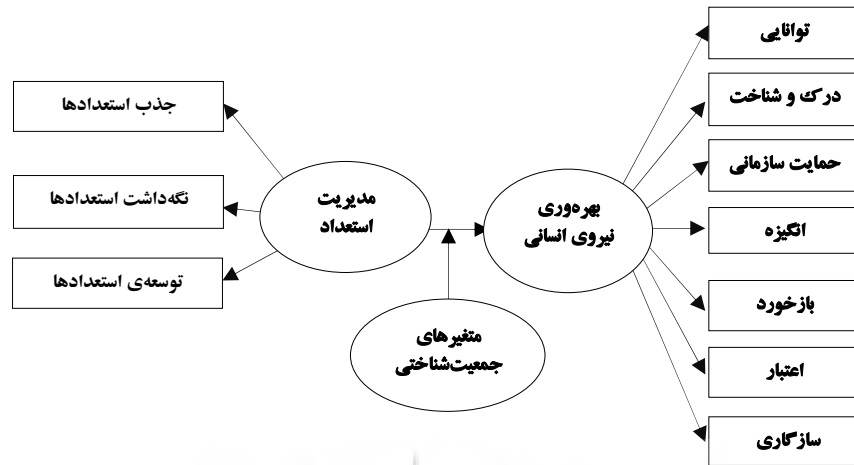 توانایی
درک و شناخت
حمایت سازمانی
انگیزه
بازخورد
اعتبار
سازگاری
بهره‌وری
نیروی انسانی
مدیریت
استعداد
متغیرهای
جمعیت‌شناختی
جذب استعدادها
نگه‌داشت استعدادها
توسعه‌ی استعدادها